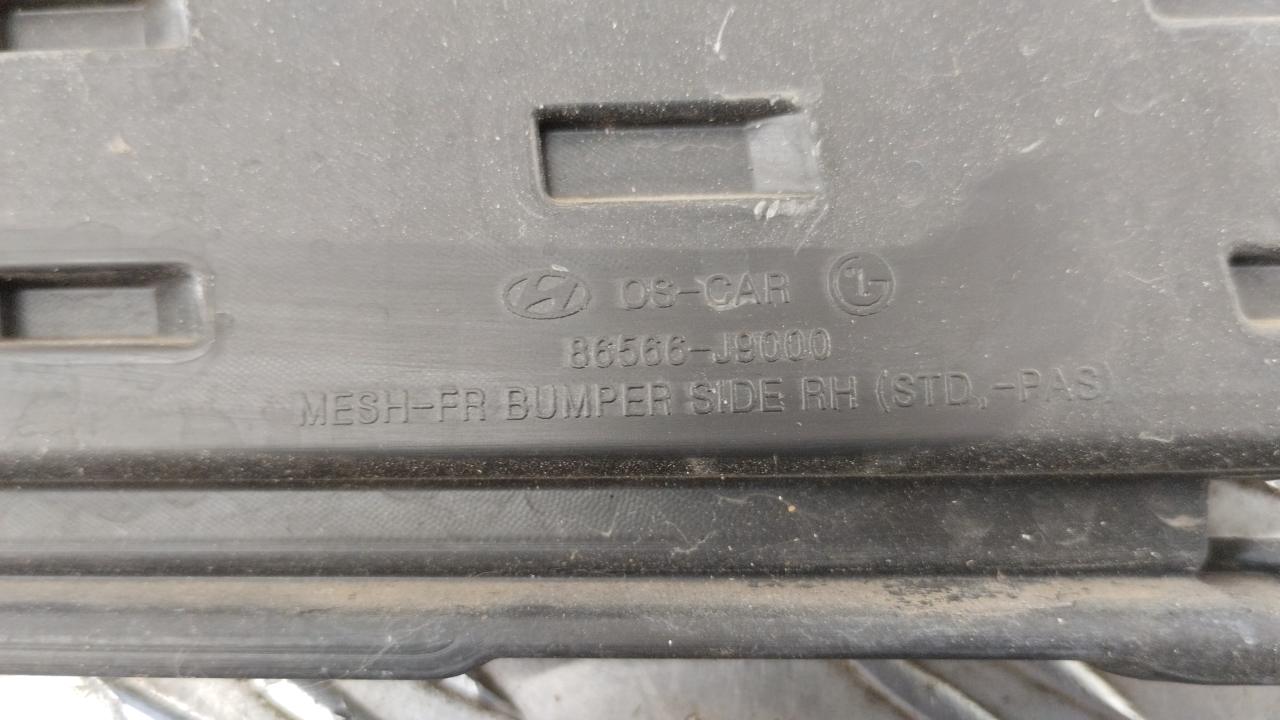 OS-CAR
86566-J9000
MESH-FR BUMPER SIDE RH (STD,-PAS)